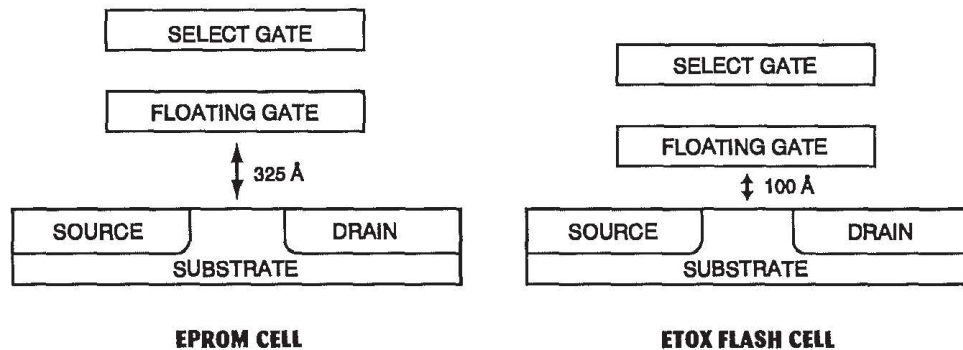 SELECT GATE
FLOATING GATE
325 Å
SOURCE
DRAIN
SUBSTRATE
EPROM CELL
SELECT GATE
FLOATING GATE
100 Å
SOURCE
DRAIN
SUBSTRATE
ETOX FLASH CELL